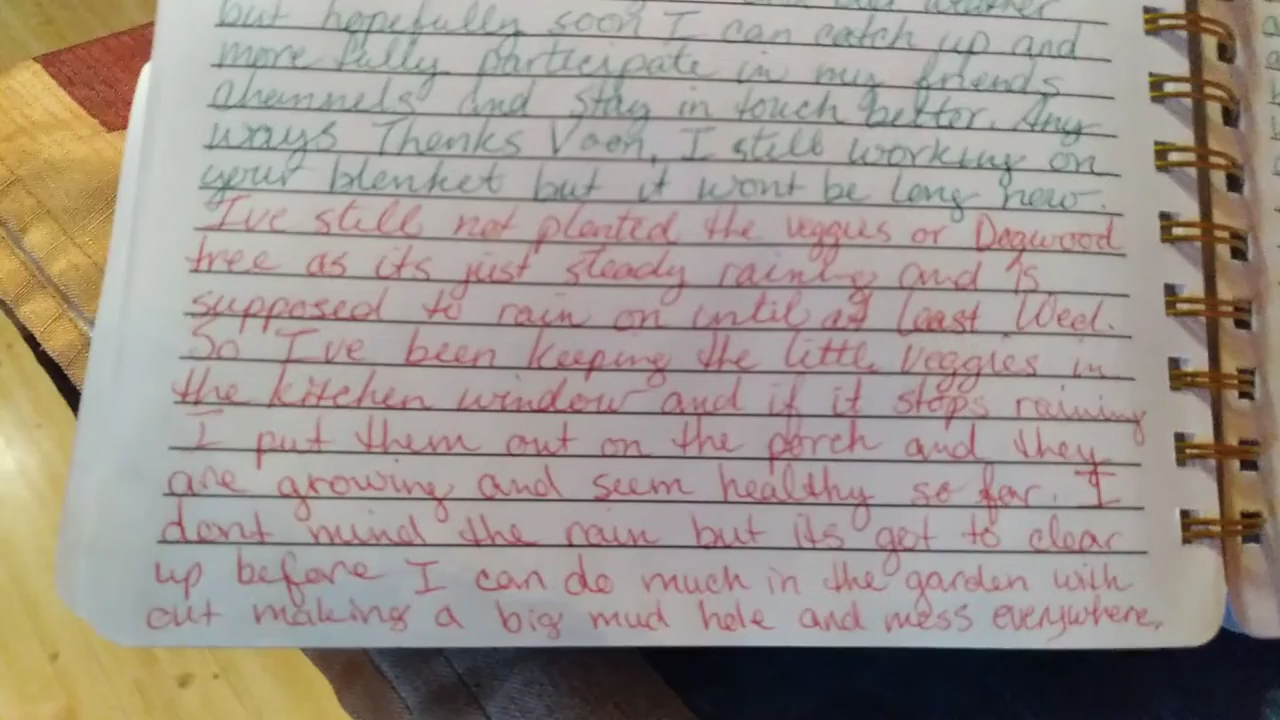 but hopefully soon I can catch up and
more fully participate in my friends
channels and stay in touch better. Any
ways Thanks Vaen, I still working on
your blenket but it wont be long now.
I've still not planted the veggies or Dogwood
tree as its just steady raining and is
supposed to rain on until at least Wed.
So I've been keeping the little veggies in
the kitchen window and if it stops raining
I put them out on the porch and they
are growing and seem healthy so far. I
dont mind the rain but its got to clear
up before I can do much in the garden with
out making a big mud hole and mess everywhere.